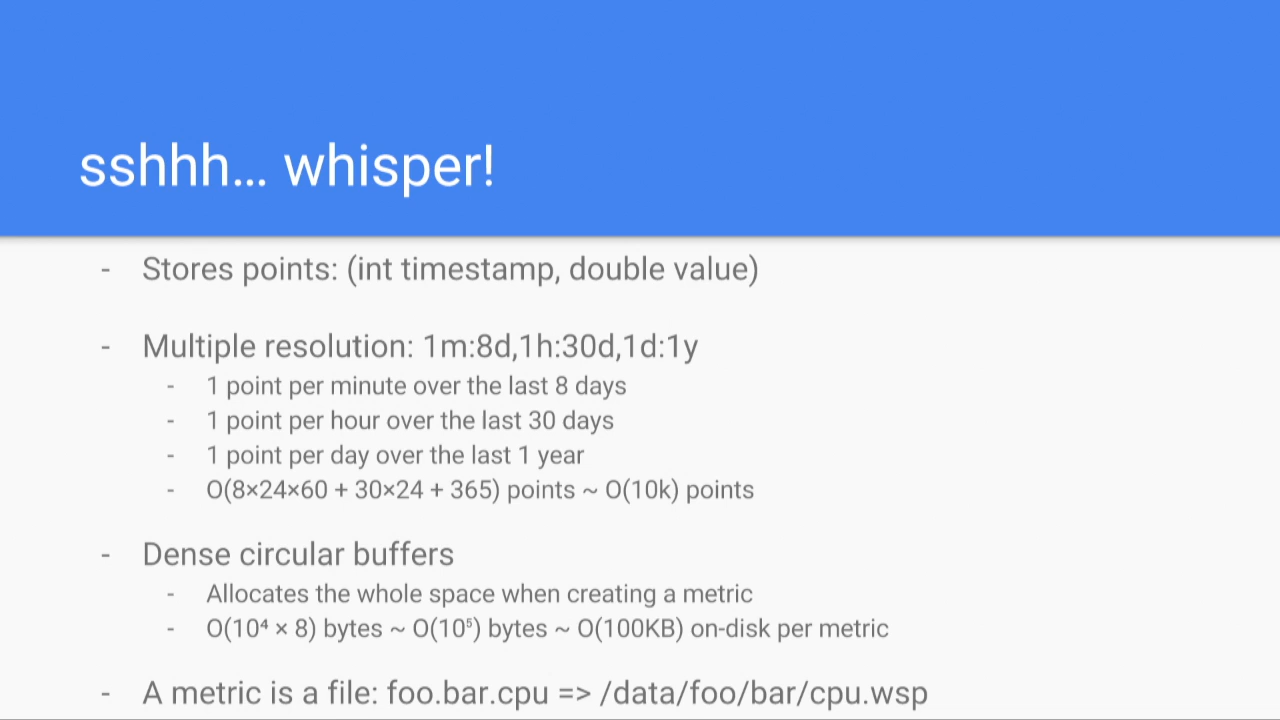 sshhh… whisper!
- Stores points: (int timestamp, double value)
- Multiple resolution: 1m:8d,1h:30d,1d:1y
- 1 point per minute over the last 8 days
- 1 point per hour over the last 30 days
- 1 point per day over the last 1 year
- O(8×24×60 + 30×24 + 365) points ~ O(10k) points
- Dense circular buffers
- Allocates the whole space when creating a metric
- O(10⁴ × 8) bytes ~ O(10⁵) bytes ~ O(100KB) on-disk per metric
- A metric is a file: foo.bar.cpu => /data/foo/bar/cpu.wsp